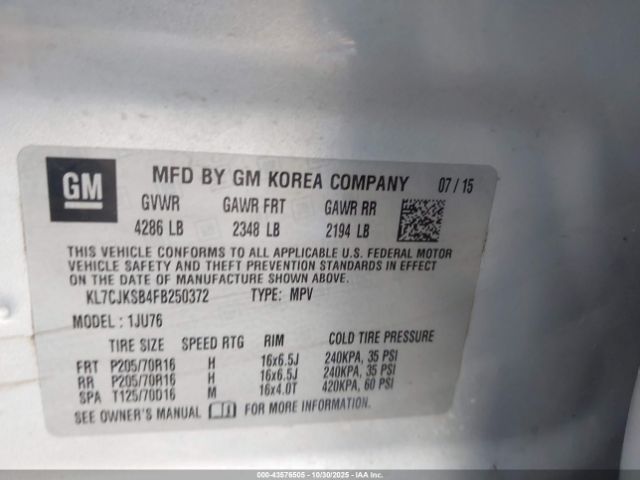 GM
MFD BY GM KOREA COMPANY 07 / 15
GVWR GAWR FRT GAWR RR
4286 LB 2348 LB 2194 LB
THIS VEHICLE CONFORMS TO ALL APPLICABLE U.S. FEDERAL MOTOR
VEHICLE SAFETY AND THEFT PREVENTION STANDARDS IN EFFECT
ON THE DATE OF MANUFACTURE SHOWN ABOVE.
KL7CJKSB4FB250372 TYPE: MPV
MODEL : 1JU76
TIRE SIZE SPEED RTG RIM COLD TIRE PRESSURE
FRT P205/70R16 H 16x6.5J 240KPA, 35 PSI
RR P205/70R16 H 16x6.5J 240KPA, 35 PSI
SPA T125/70D16 M 16x4.0T 420KPA, 60 PSI
SEE OWNER'S MANUAL FOR MORE INFORMATION.
000-43576505 - 10/30/2025 - IAA Inc.